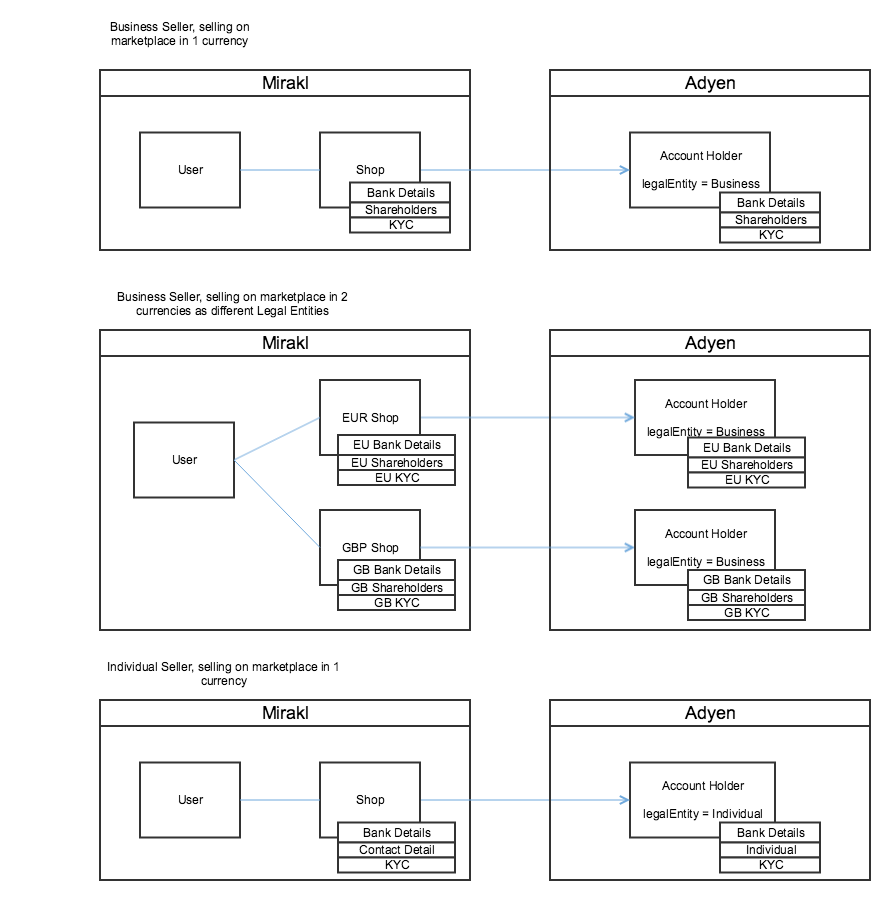 Business Seller, selling on
marketplace in 1 currency
Mirakl
Adyen
User
Shop
Bank Details
Shareholders
KYC
Account Holder
legalEntity = Business
Bank Details
Shareholders
KYC
Business Seller, selling on marketplace in 2
currencies as different Legal Entities
Mirakl
Adyen
User
EUR Shop
EU Bank Details
EU Shareholders
EU KYC
Account Holder
legalEntity = Business
EU Bank Details
EU Shareholders
EU KYC
GBP Shop
GB Bank Details
GB Shareholders
GB KYC
Account Holder
legalEntity = Business
GB Bank Details
GB Shareholders
GB KYC
Individual Seller, selling on marketplace in 1
currency
Mirakl
Adyen
User
Shop
Bank Details
Contact Detail
KYC
Account Holder
legalEntity = Individual
Bank Details
Individual
KYC